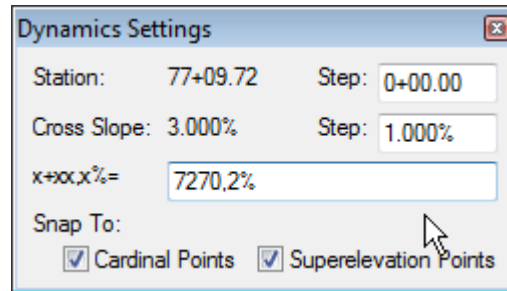 Dynamics Settings
Station: 77+09.72 Step: 0+00.00
Cross Slope: 3.000% Step: 1.000%
x+xx,x%= 7270,2%
Snap To:
Cardinal Points Superelevation Points